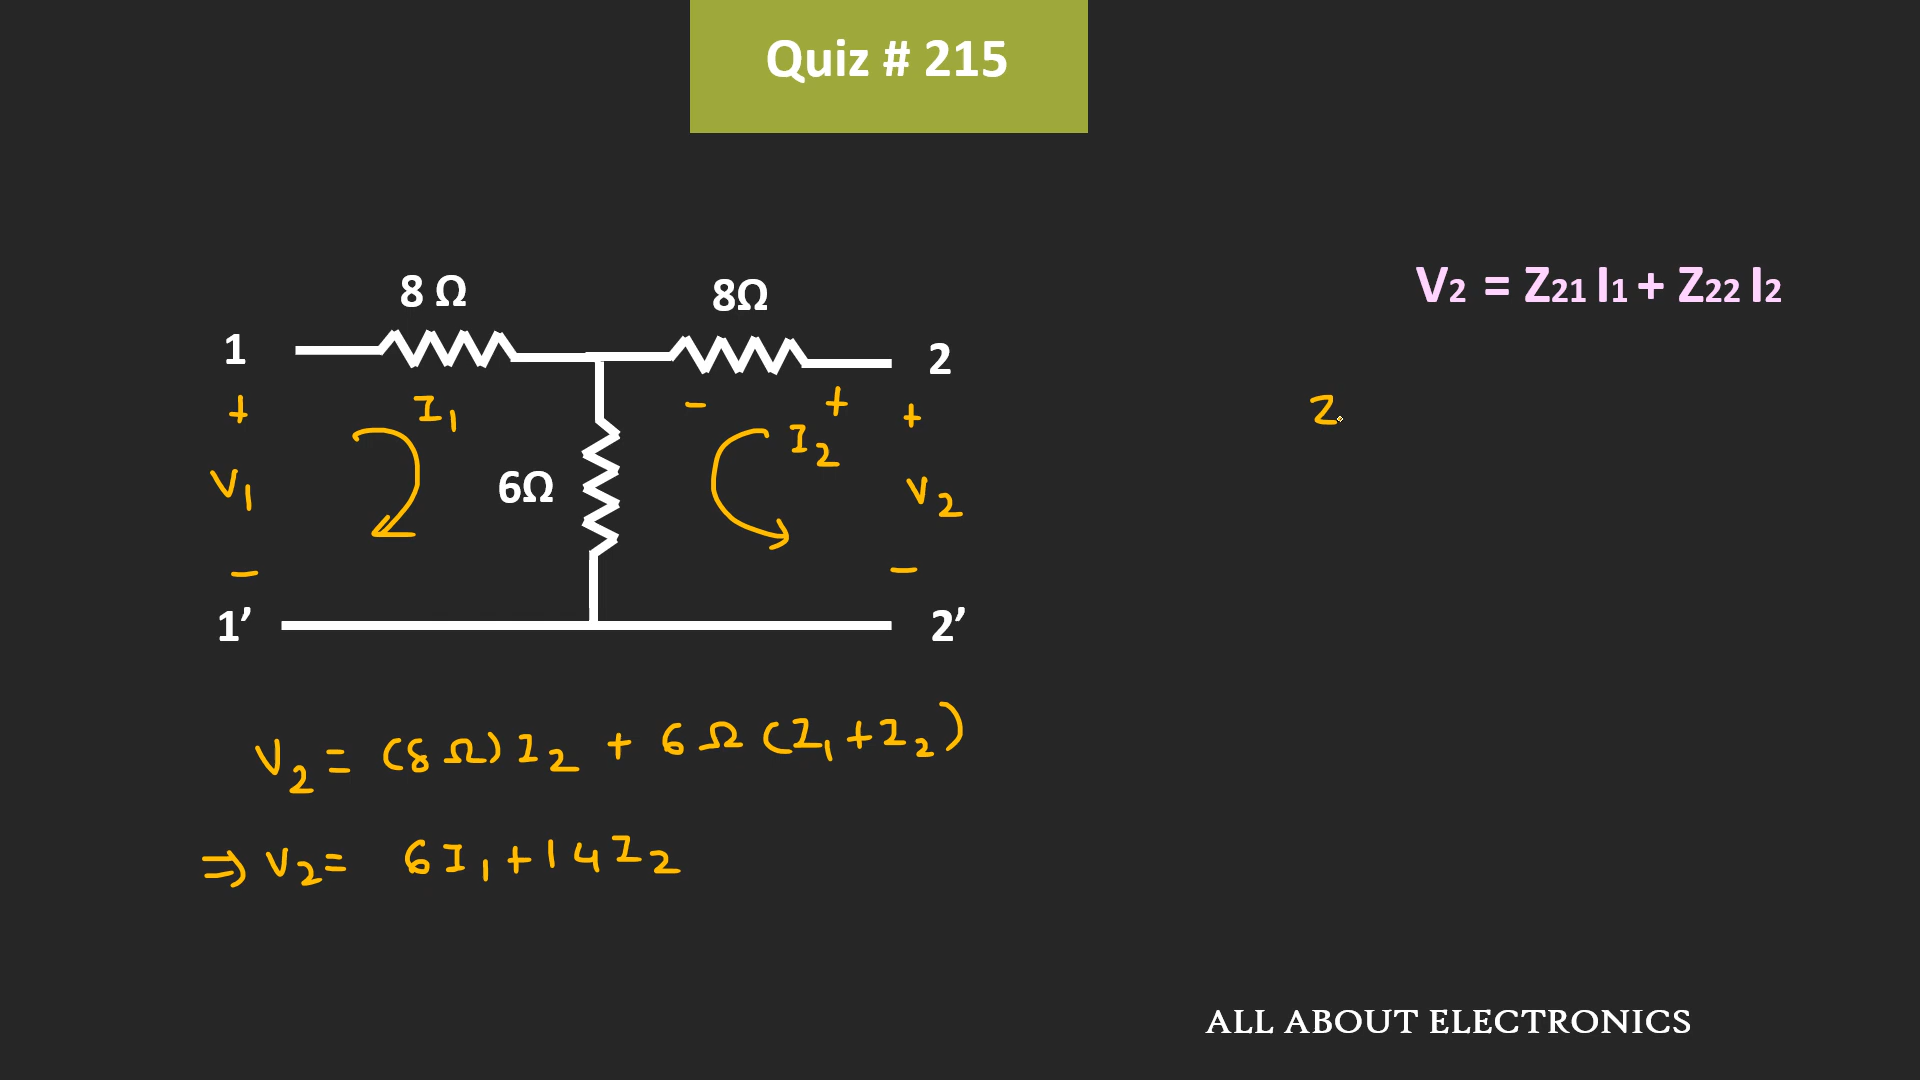 Quiz # 215
8 Ω
8Ω
V2 = Z21 I1 + Z22 I2
1
2
+
I1
-
+
+
Z
I2
6Ω
V1
V2
-
-
1’
2’
V2 = (8 Ω) I2 + 6 Ω (I1 + I2)
⇒ V2 = 6 I1 + 14 I2
ALL ABOUT ELECTRONICS